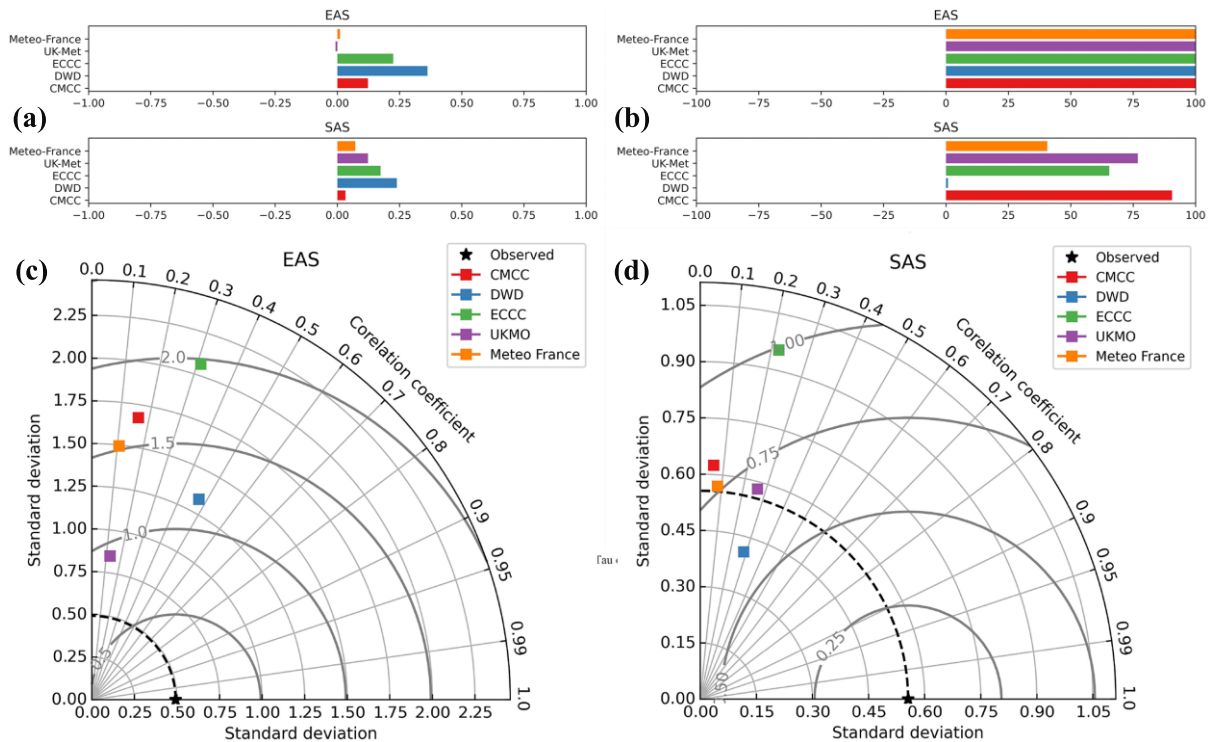 EAS
Meteo-France
UK-Met
ECCC
DWD
CMCC
−1.00 −0.75 −0.50 −0.25 0.00 0.25 0.50 0.75 1.00
(a)
SAS
Meteo-France
UK-Met
ECCC
DWD
CMCC
−1.00 −0.75 −0.50 −0.25 0.00 0.25 0.50 0.75 1.00
EAS
Meteo-France
UK-Met
ECCC
DWD
CMCC
−100 −75 −50 −25 0 25 50 75 100
(b)
SAS
Meteo-France
UK-Met
ECCC
DWD
CMCC
−100 −75 −50 −25 0 25 50 75 100
(c)
EAS
Observed
CMCC
DWD
ECCC
UKMO
Meteo France
0.0 0.1 0.2 0.3 0.4 0.5 0.6 0.7 0.8 0.9 0.95 0.99 1.0
Corelation coefficient
Standard deviation
2.25
2.00
1.75
1.50
1.25
1.00
0.75
0.50
0.25
0.00
2.0
1.5
1.0
0.5
0.00 0.25 0.50 0.75 1.00 1.25 1.50 1.75 2.00 2.25
Standard deviation
Tau
(d)
SAS
Observed
CMCC
DWD
ECCC
UKMO
Meteo France
0.0 0.1 0.2 0.3 0.4 0.5 0.6 0.7 0.8 0.9 0.95 0.99 1.0
Corelation coefficient
Standard deviation
1.05
0.90
0.75
0.60
0.45
0.30
0.15
0.00
1.00
0.75
0.25
50
0.00 0.15 0.30 0.45 0.60 0.75 0.90 1.05
Standard deviation